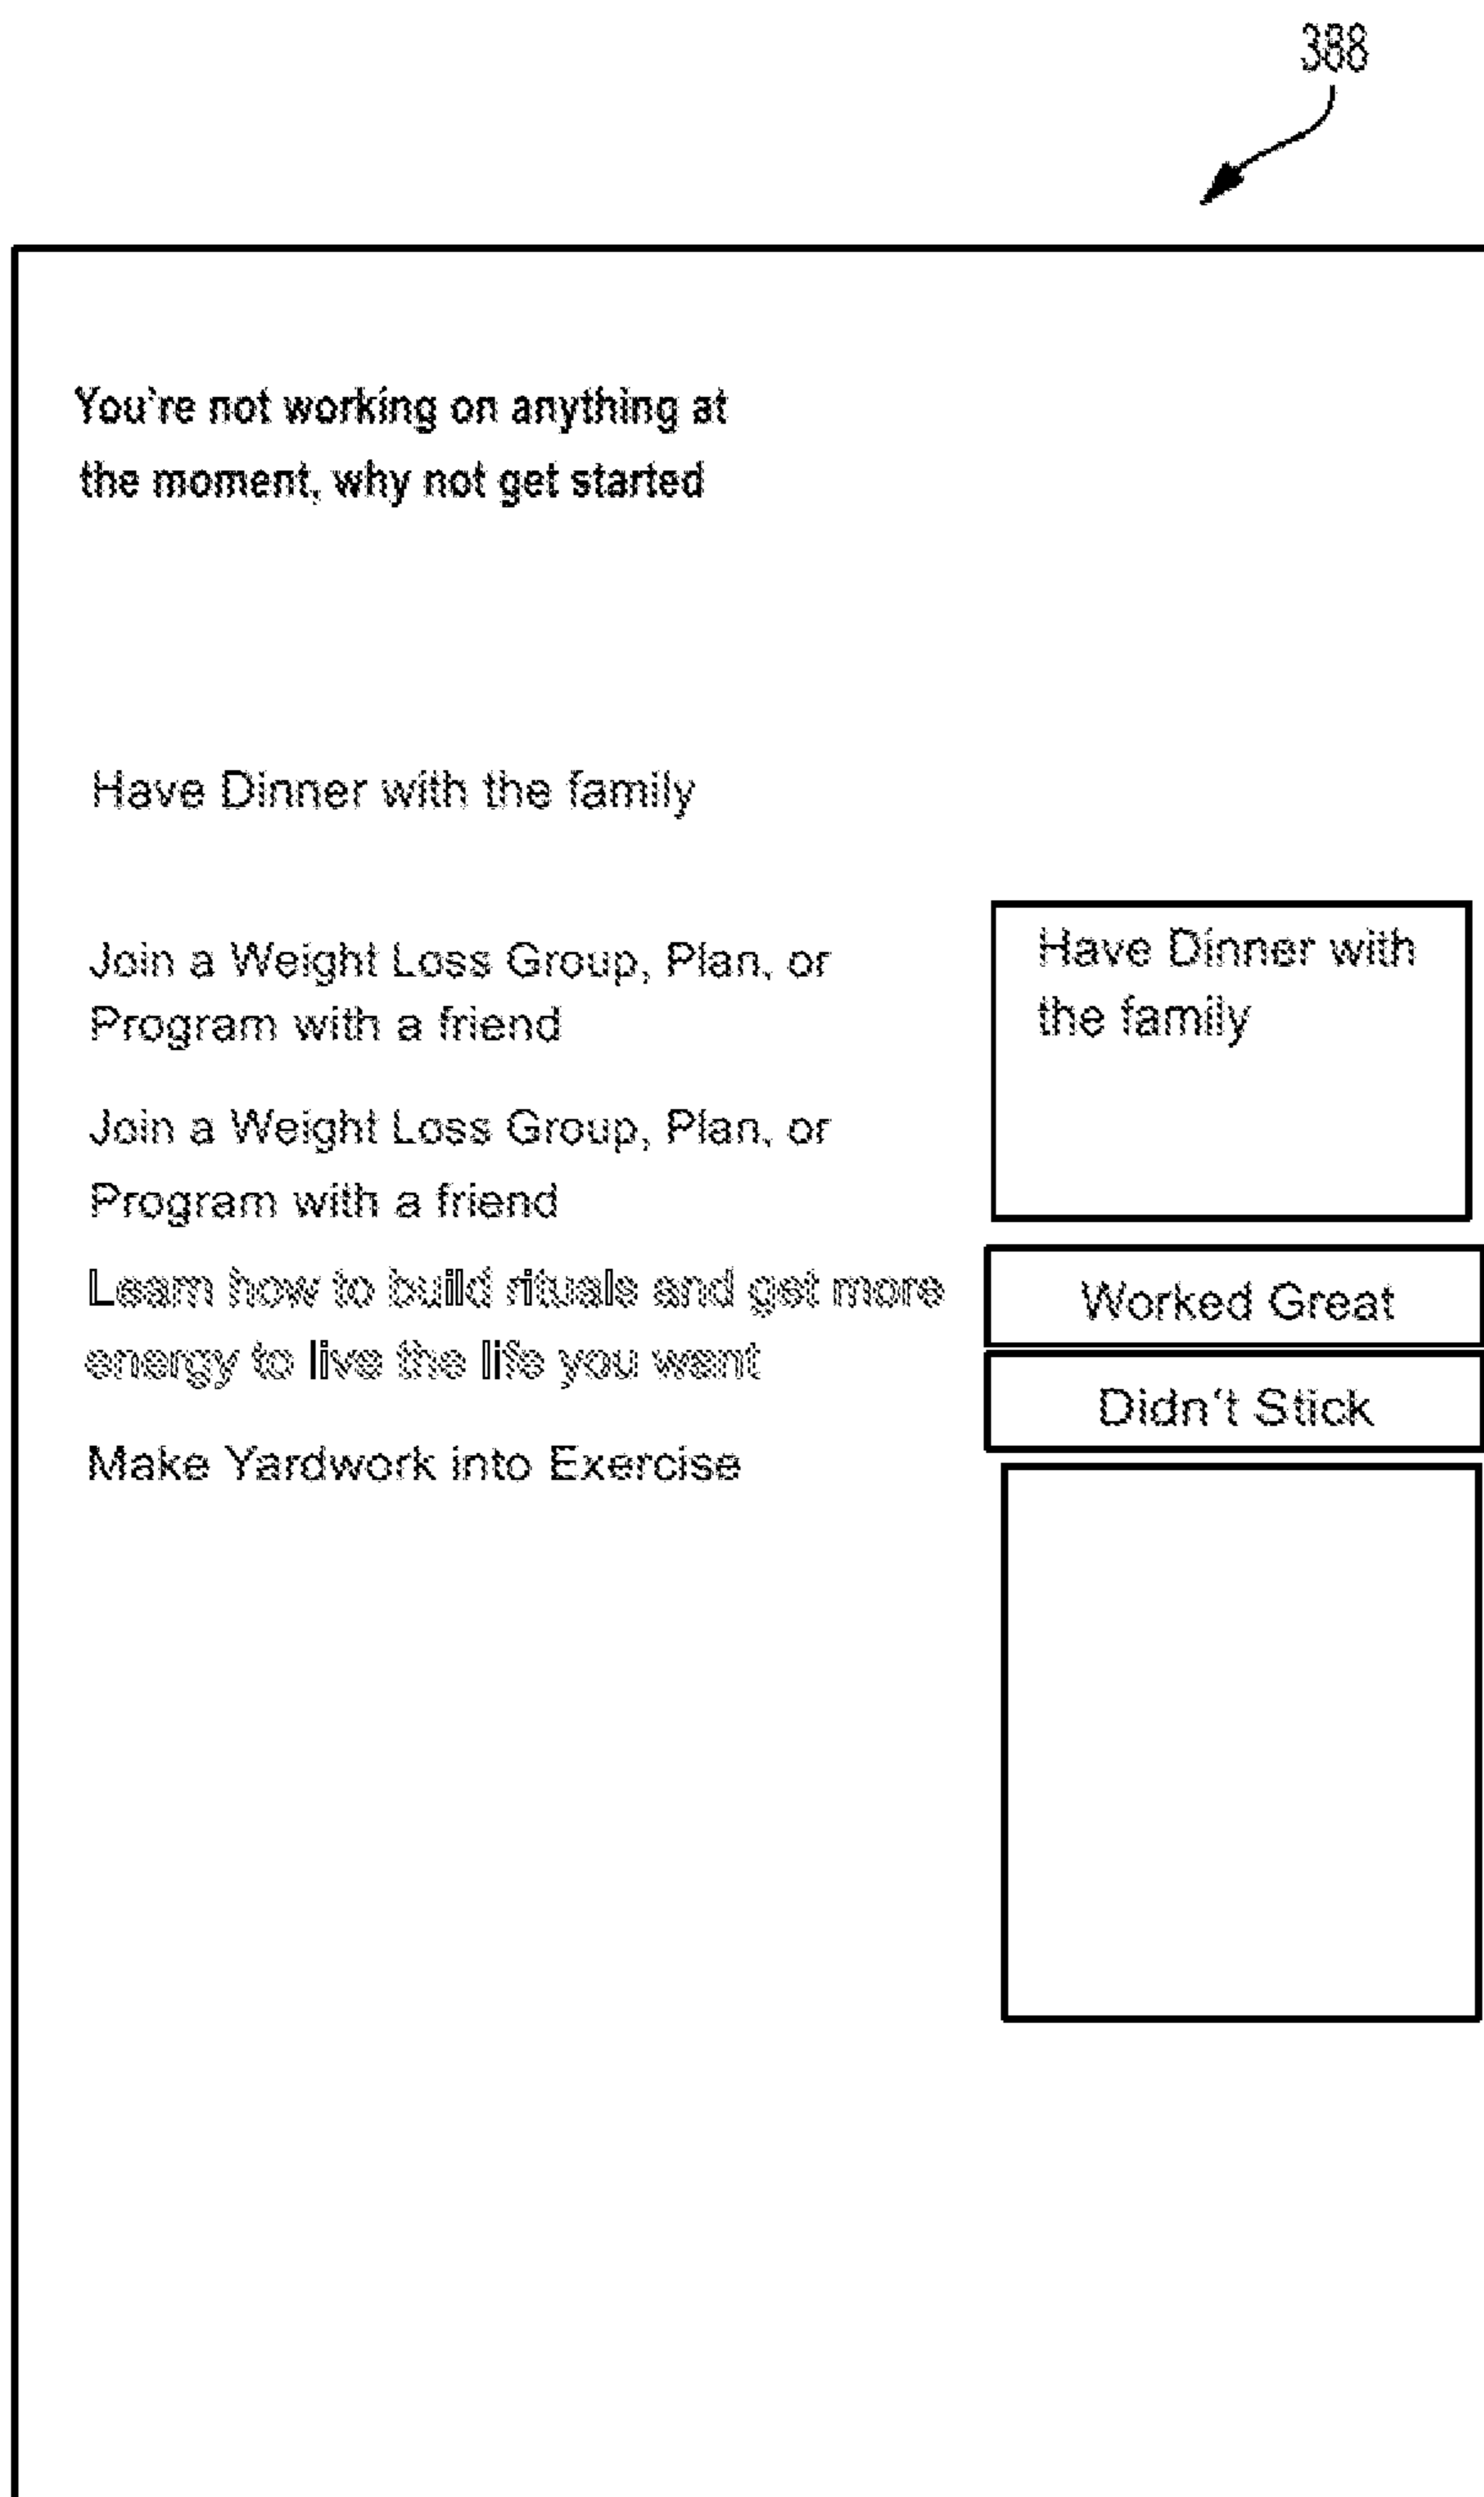 388
You're not working on anything at
the moment, why not get started
Have Dinner with the family
Join a Weight Loss Group, Plan, or
Program with a friend
Join a Weight Loss Group, Plan, or
Program with a friend
Learn how to build rituals and get more
energy to live the life you want
Make Yardwork into Exercise
Have Dinner with
the family
Worked Great
Didn't Stick